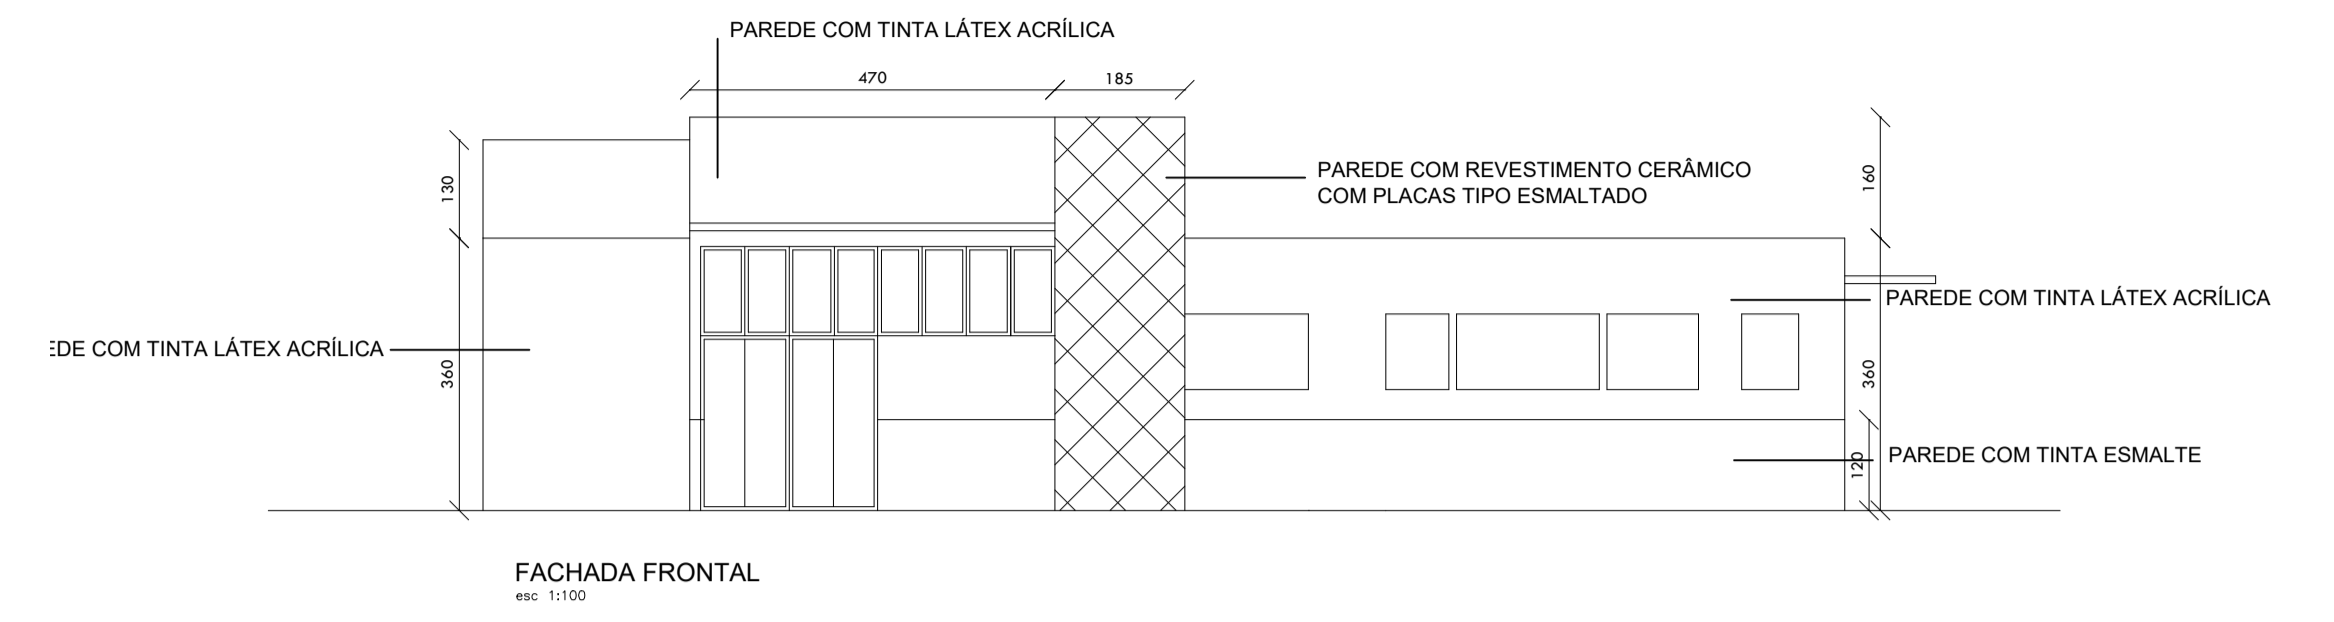 PAREDE COM TINTA LÁTEX ACRÍLICA
470
185
130
160
PAREDE COM REVESTIMENTO CERÂMICO
COM PLACAS TIPO ESMALTADO
PAREDE COM TINTA LÁTEX ACRÍLICA
EDE COM TINTA LÁTEX ACRÍLICA
360
360
120
PAREDE COM TINTA ESMALTE
FACHADA FRONTAL
esc 1:100